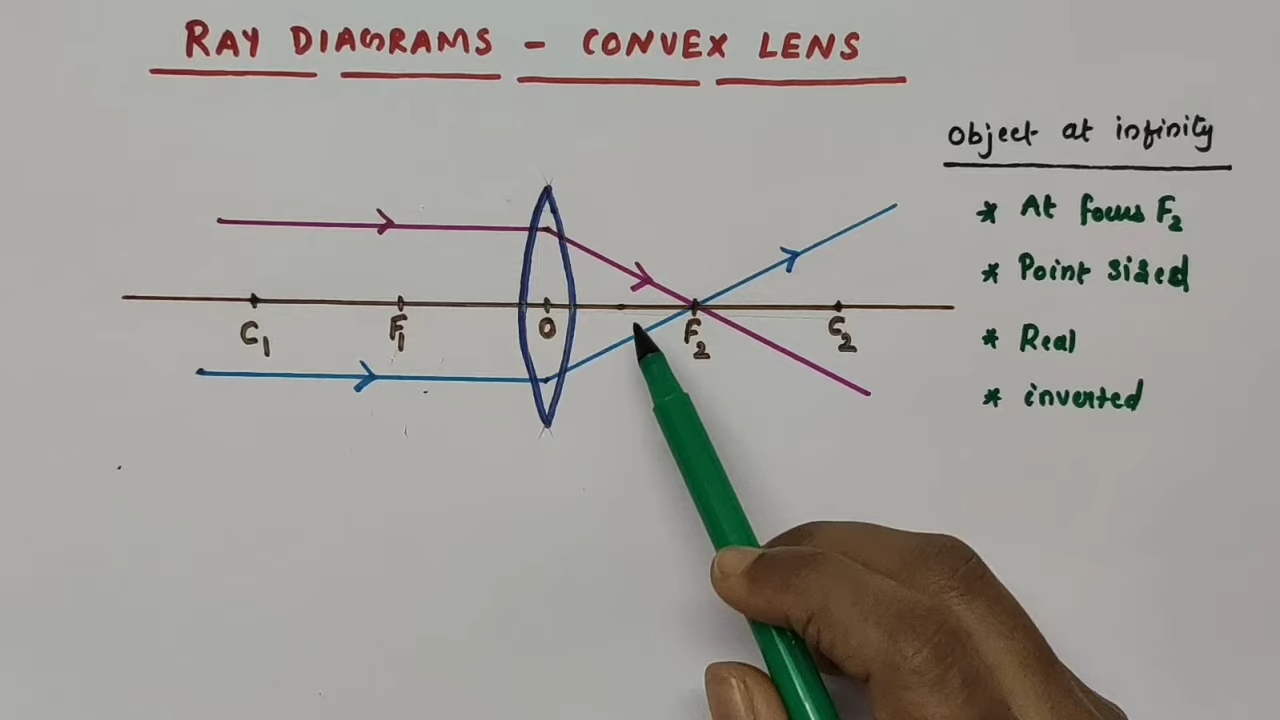 RAY DIAGRAMS - CONVEX LENS
Object at infinity
* At focus F2
* Point sized
* Real
* inverted
C1 F1 O F2 C2